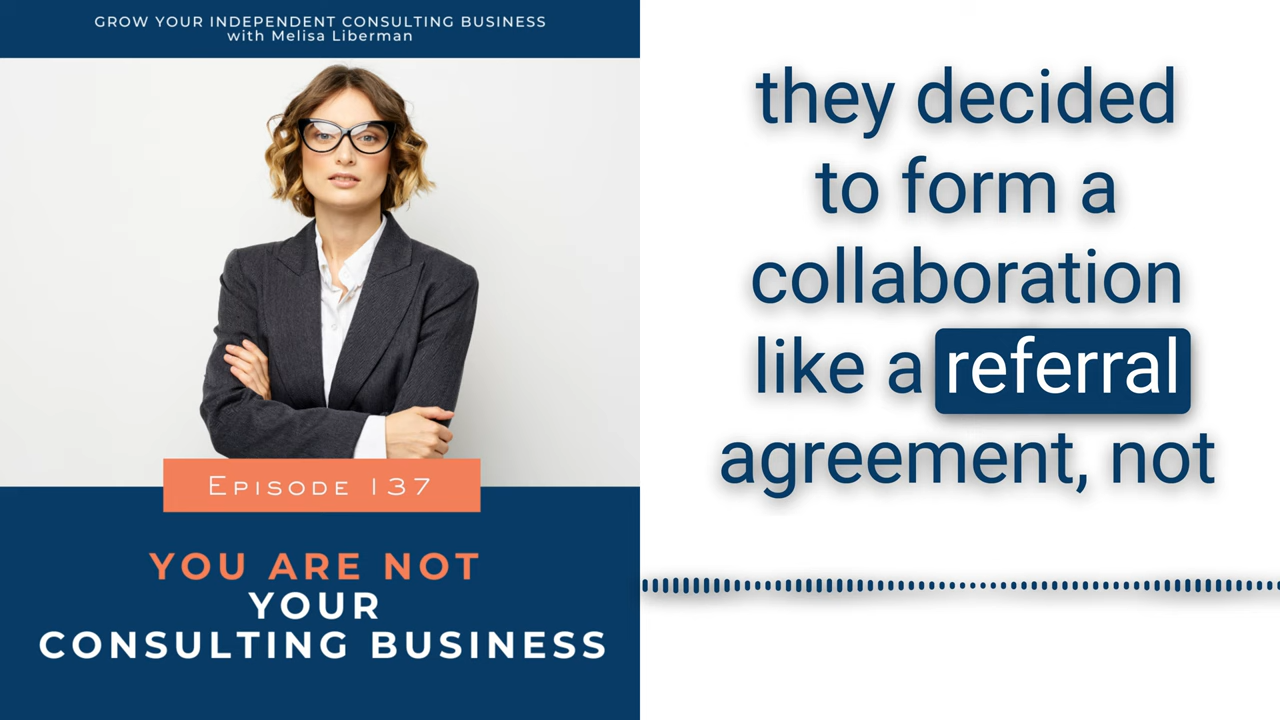 GROW YOUR INDEPENDENT CONSULTING BUSINESS
with Melisa Liberman
EPISODE 137
YOU ARE NOT
YOUR
CONSULTING BUSINESS
they decided
to form a
collaboration
like a referral
agreement, not